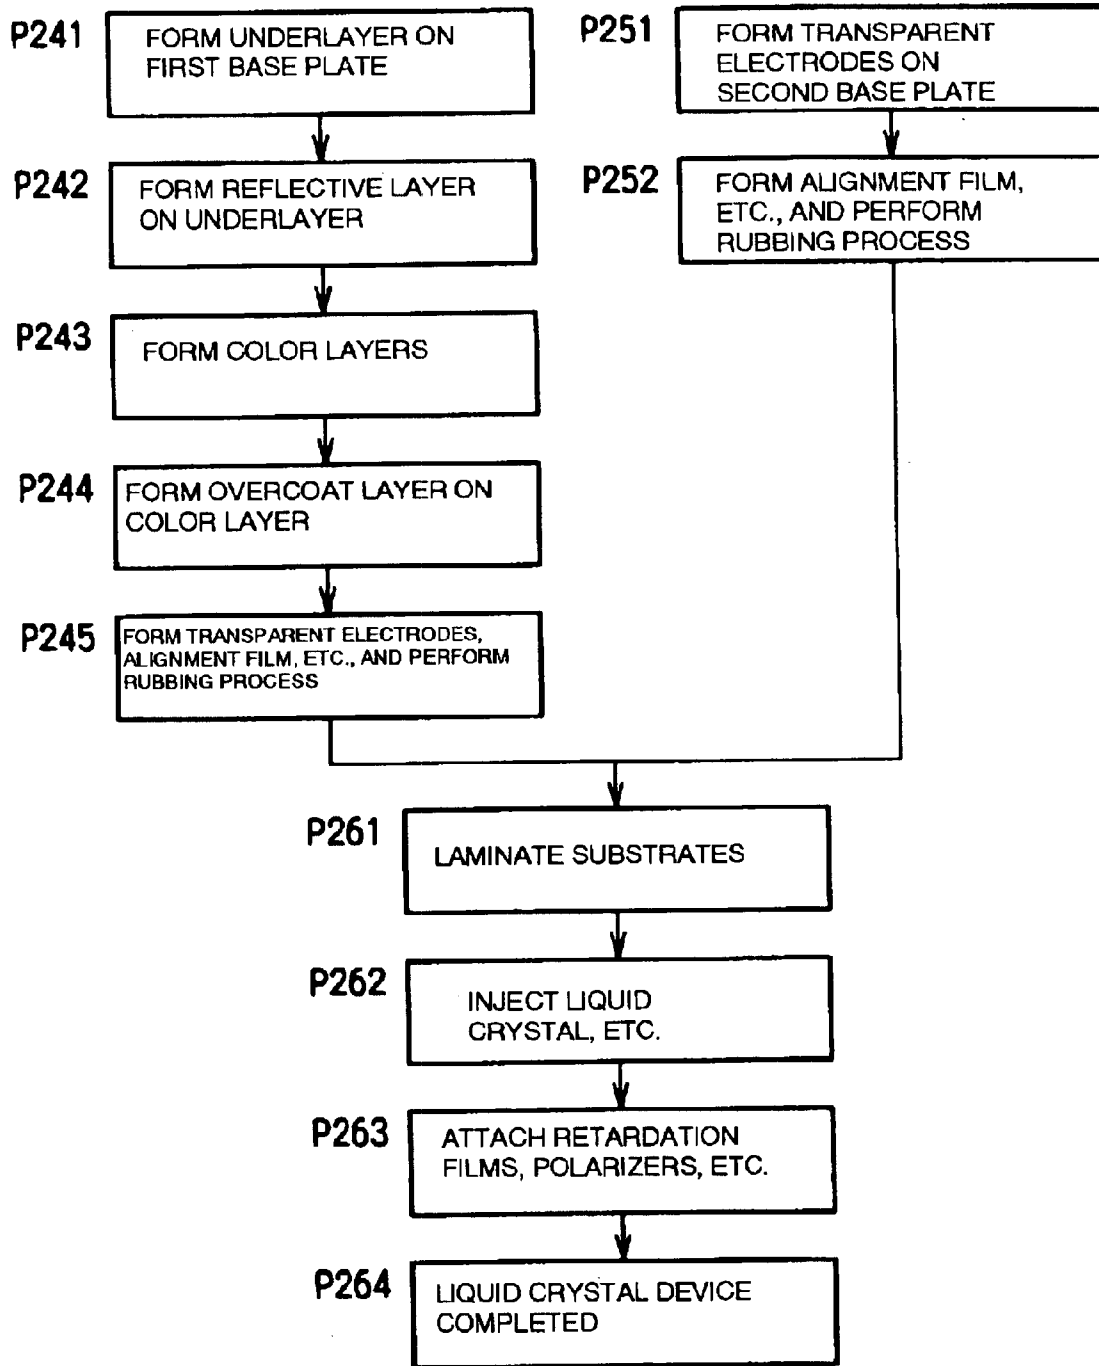 P241
FORM UNDERLAYER ON
FIRST BASE PLATE
P242
FORM REFLECTIVE LAYER
ON UNDERLAYER
P243
FORM COLOR LAYERS
P244
FORM OVERCOAT LAYER ON
COLOR LAYER
P245
FORM TRANSPARENT ELECTRODES,
ALIGNMENT FILM, ETC., AND PERFORM
RUBBING PROCESS
P251
FORM TRANSPARENT
ELECTRODES ON
SECOND BASE PLATE
P252
FORM ALIGNMENT FILM,
ETC., AND PERFORM
RUBBING PROCESS
P261
LAMINATE SUBSTRATES
P262
INJECT LIQUID
CRYSTAL, ETC.
P263
ATTACH RETARDATION
FILMS, POLARIZERS, ETC.
P264
LIQUID CRYSTAL DEVICE
COMPLETED